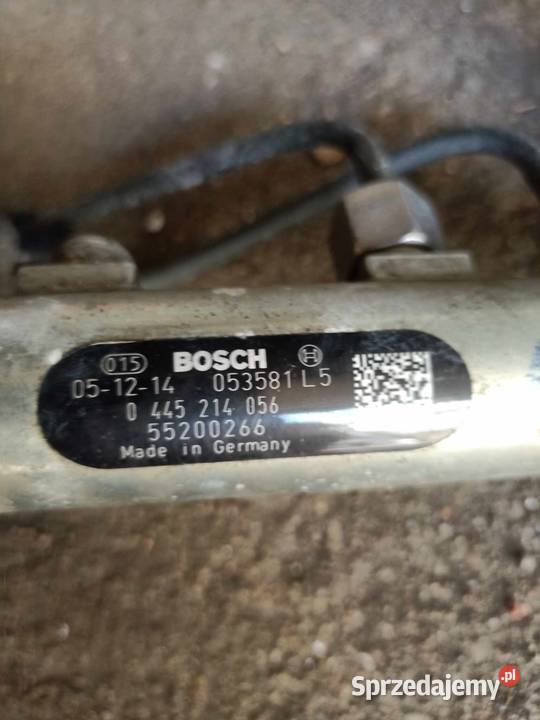 015 BOSCH
05-12-14 053581 L5
0 445 214 056
55200266
Made in Germany
Sprzedajemy.pl